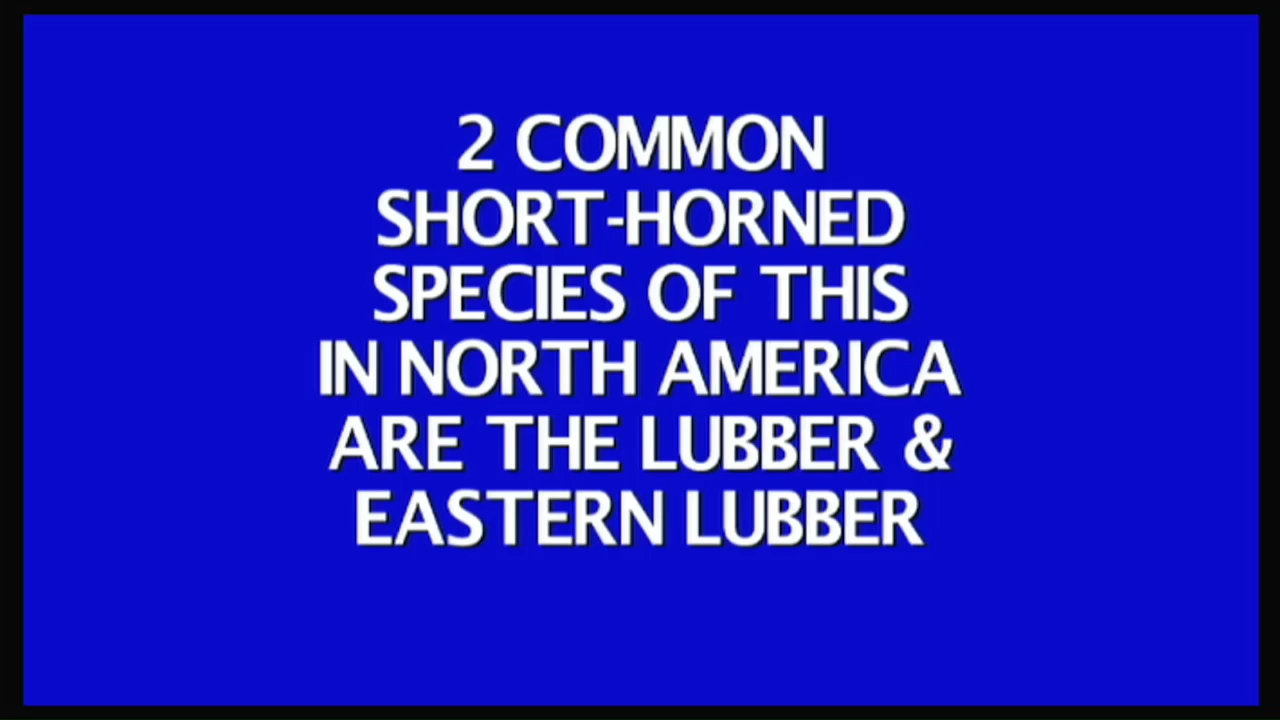 2 COMMON
SHORT-HORNED
SPECIES OF THIS
IN NORTH AMERICA
ARE THE LUBBER &
EASTERN LUBBER